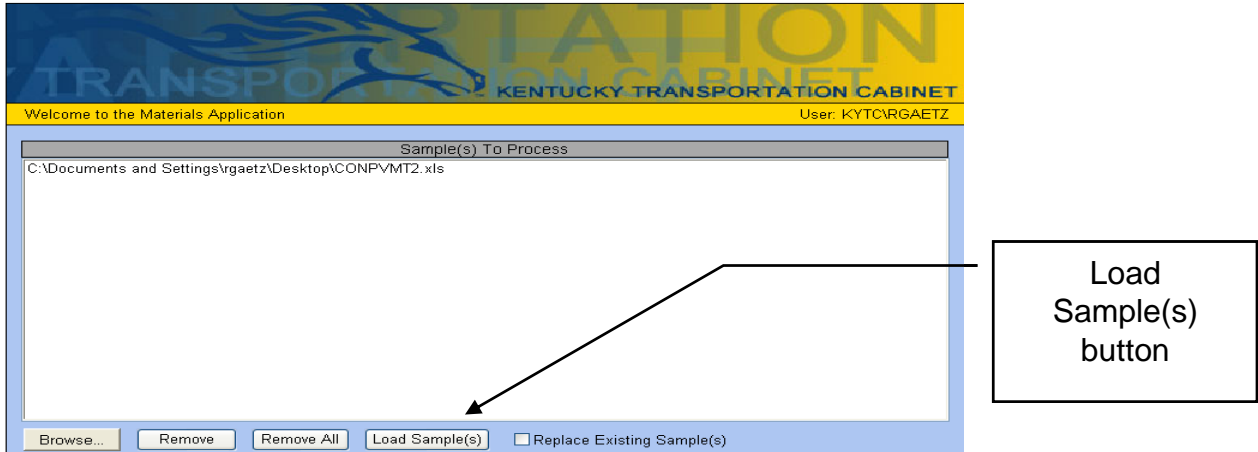 TRANSPORTATION CABINET
KENTUCKY TRANSPORTATION CABINET
Welcome to the Materials Application User: KYTC\RGAETZ
Sample(s) To Process
C:\Documents and Settings\rgaetz\Desktop\CONPVMT2.xls
Load
Sample(s)
button
Browse... Remove Remove All Load Sample(s) Replace Existing Sample(s)